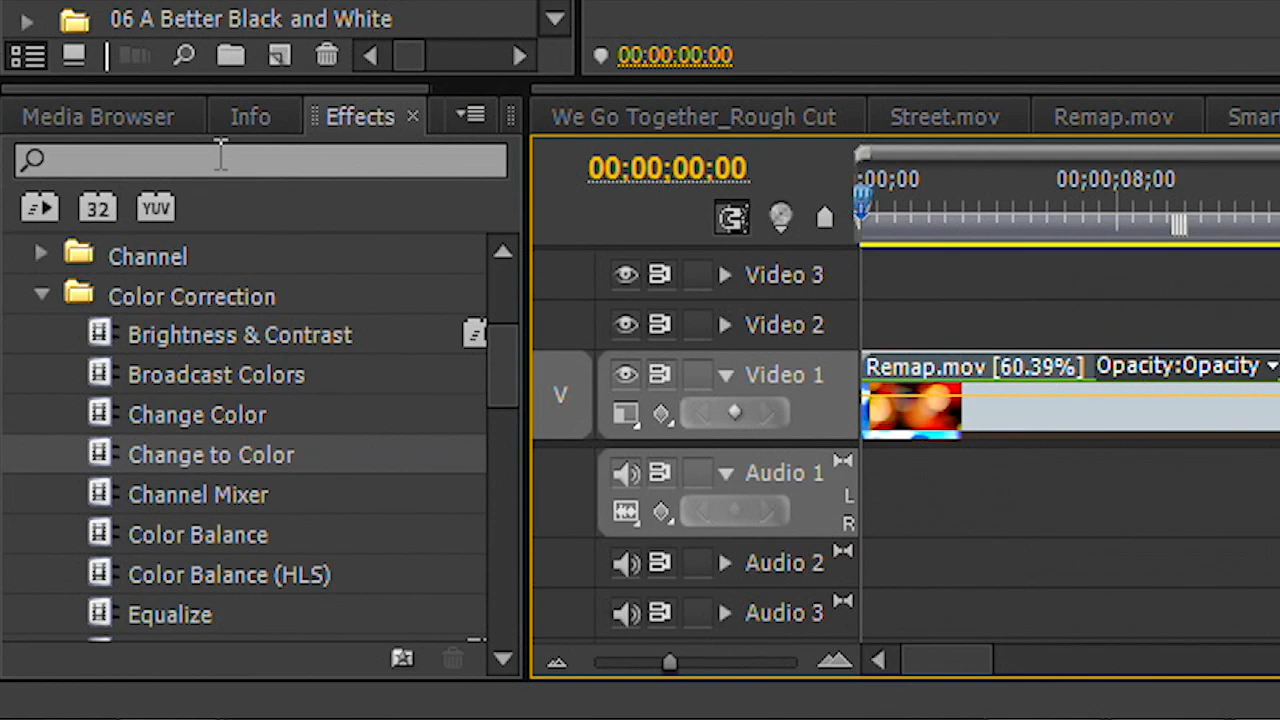 06 A Better Black and White
00;00;00;00
Media Browser
Info
Effects
We Go Together_Rough Cut
Street.mov
Remap.mov
Smar
32
YUV
Channel
Color Correction
Brightness & Contrast
Broadcast Colors
Change Color
Change to Color
Channel Mixer
Color Balance
Color Balance (HLS)
Equalize
00;00;00;00
;00;00
00;00;08;00
Video 3
Video 2
V
Video 1
Remap.mov [60.39%] Opacity:Opacity
Audio 1
L
R
Audio 2
Audio 3